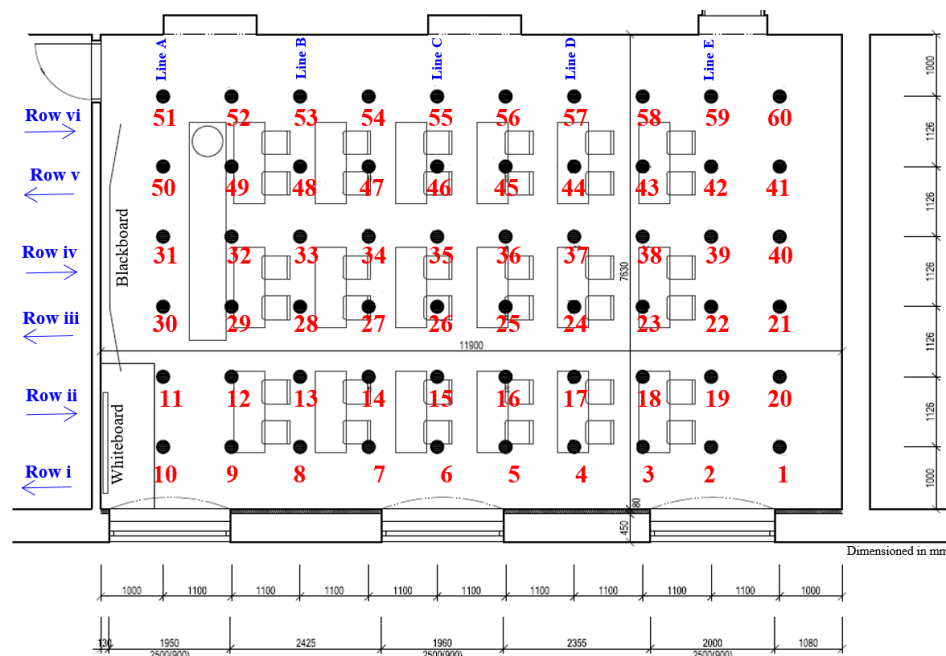 Line A Line B Line C Line D Line E
1000
Row vi
51 52 53 54 55 56 57 58 59 60
1126
Row v
50 49 48 47 46 45 44 43 42 41
Blackboard
1126
Row iv
31 32 33 34 35 36 37 38 39 40
7630
1126
Row iii
30 29 28 27 26 25 24 23 22 21
11900
1126
Row ii
11 12 13 14 15 16 17 18 19 20
Whiteboard
1126
Row i
10 9 8 7 6 5 4 3 2 1
1000
80
450
Dimensioned in mm
1000 1100 1100 1100 1100 1100 1100 1100 1100 1100 1000
130 1950 2425 1960 2355 2000 1080
2500(900) 2500(900) 2500(900)